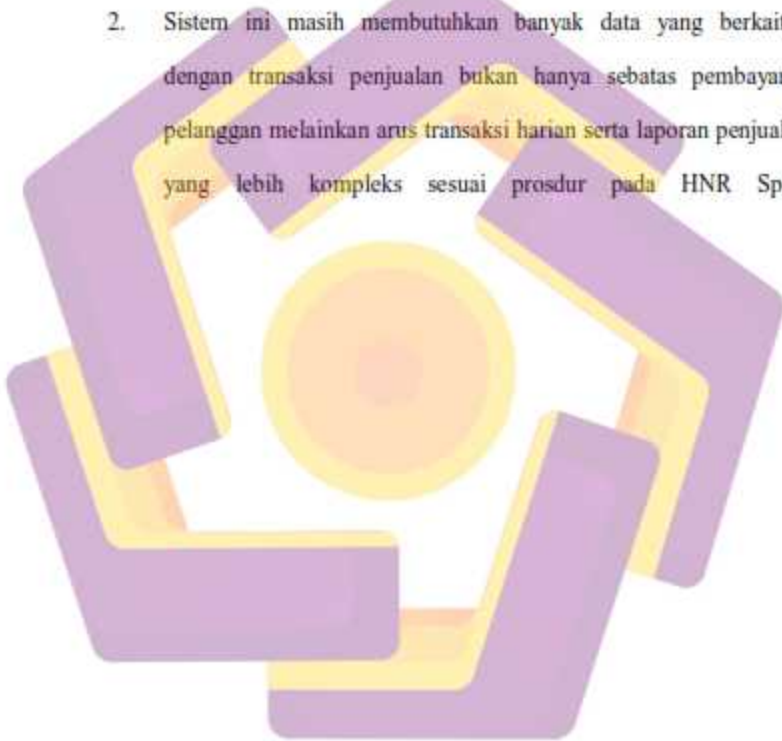 2. Sistem ini masih membutuhkan banyak data yang berkait
dengan transaksi penjualan bukan hanya sebatas pembayar
pelanggan melainkan arus transaksi harian serta laporan penjual
yang lebih kompleks sesuai prosdur pada HNR Sp